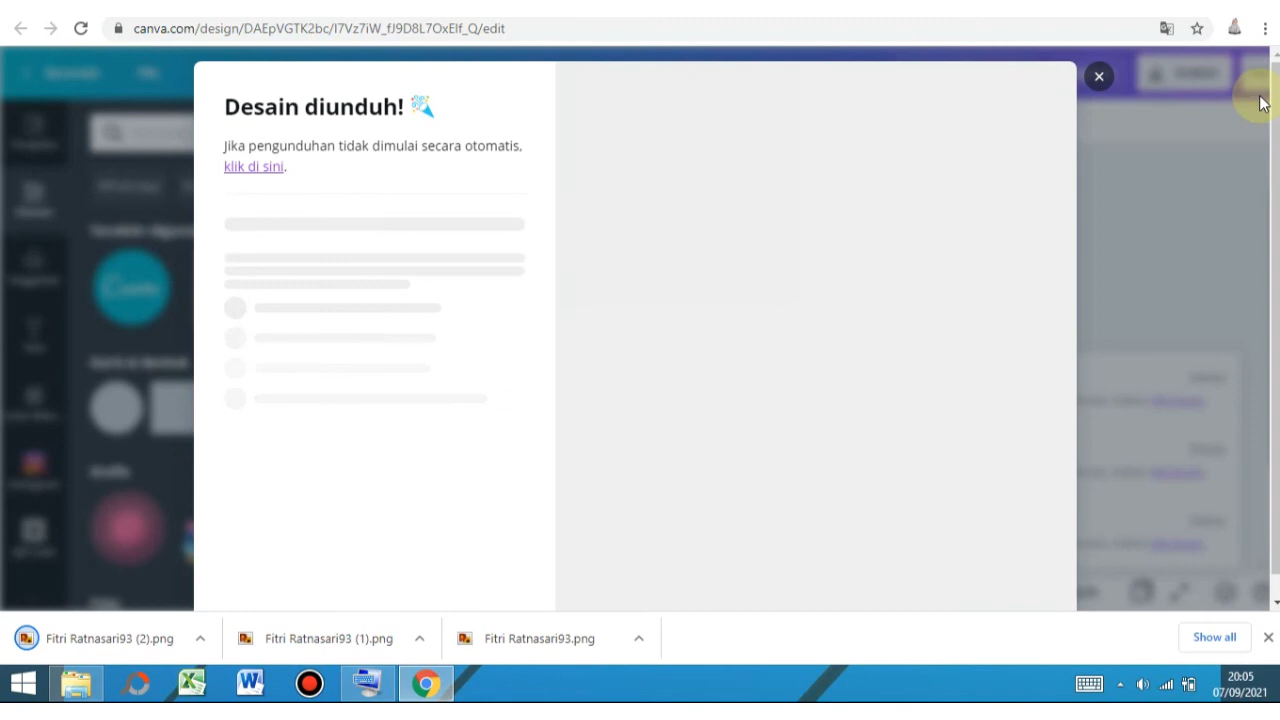 canva.com/design/DAEpVGTK2bc/I7Vz7iW_fJ9D8L7OxElf_Q/edit
Desain diunduh!
Jika pengunduhan tidak dimulai secara otomatis,
klik di sini.
Fitri Ratnasari93 (2).png
Fitri Ratnasari93 (1).png
Fitri Ratnasari93.png
Show all
20:05
07/09/2021